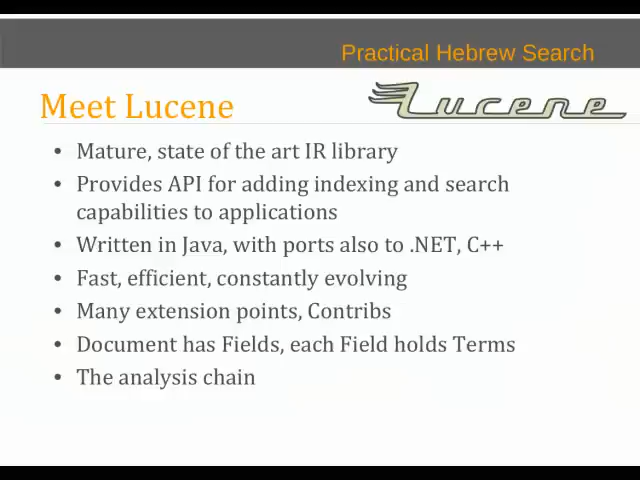 Practical Hebrew Search
Meet Lucene
Lucene
• Mature, state of the art IR library
• Provides API for adding indexing and search
capabilities to applications
• Written in Java, with ports also to .NET, C++
• Fast, efficient, constantly evolving
• Many extension points, Contribs
• Document has Fields, each Field holds Terms
• The analysis chain